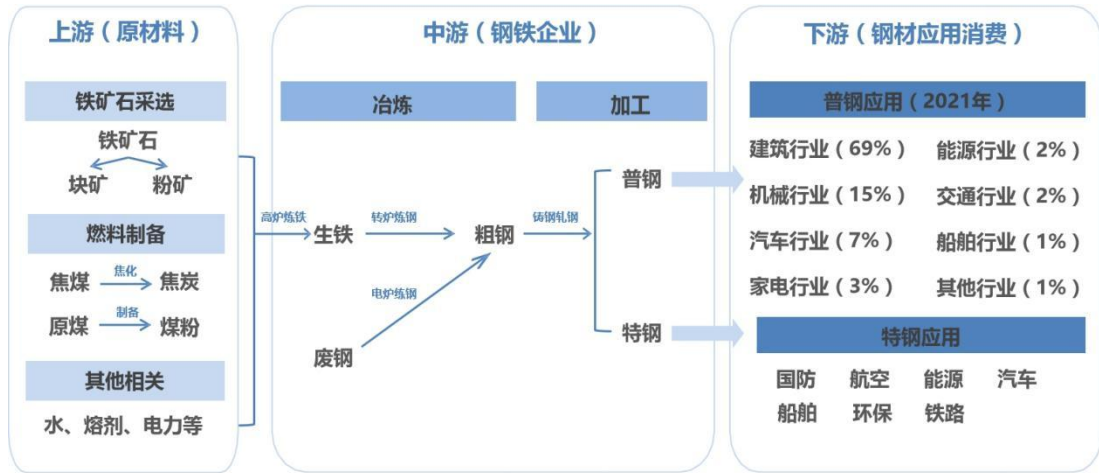 上游（原材料）
铁矿石采选
铁矿石
块矿 粉矿
燃料制备
焦煤 焦化 焦炭
原煤 制备 煤粉
其他相关
水、熔剂、电力等
中游（钢铁企业）
冶炼 加工
高炉炼铁
生铁
转炉炼钢
粗钢
铸钢轧钢
电炉炼钢
废钢
普钢
特钢
下游（钢材应用消费）
普钢应用（2021年）
建筑行业（69%） 能源行业（2%）
机械行业（15%） 交通行业（2%）
汽车行业（7%） 船舶行业（1%）
家电行业（3%） 其他行业（1%）
特钢应用
国防 航空 能源 汽车
船舶 环保 铁路